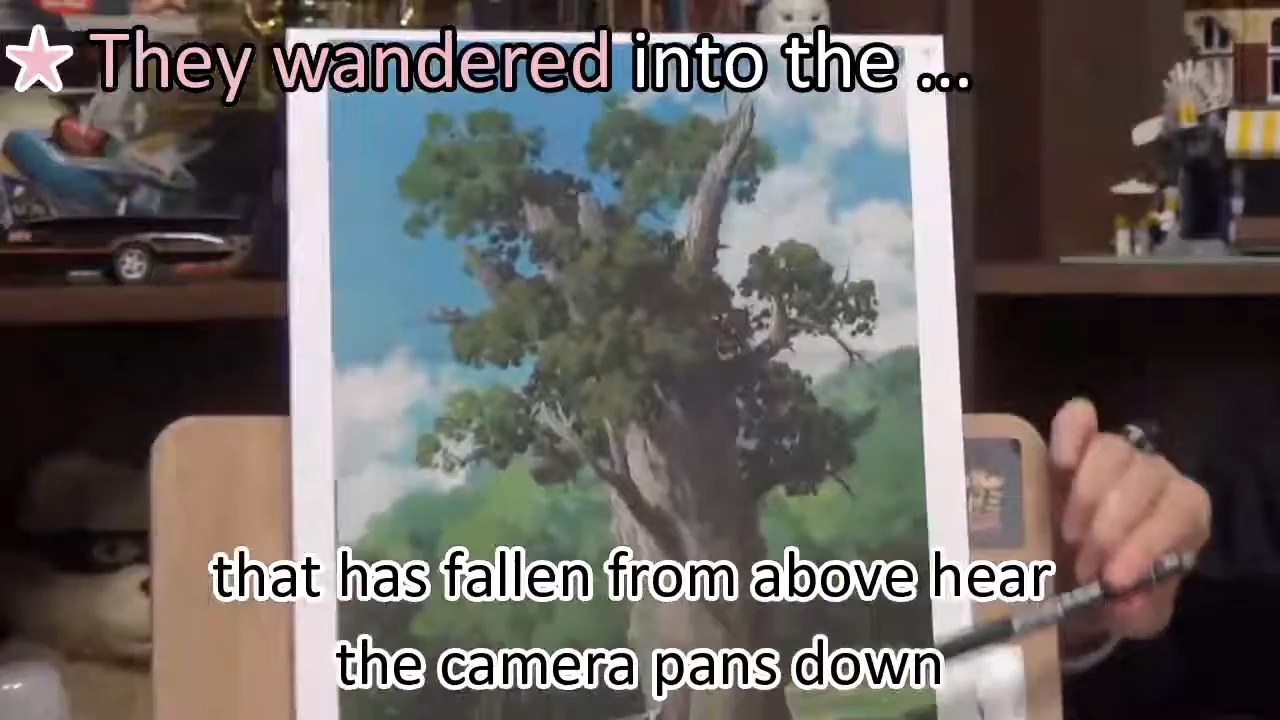 They wandered into the ...
that has fallen from above hear
the camera pans down